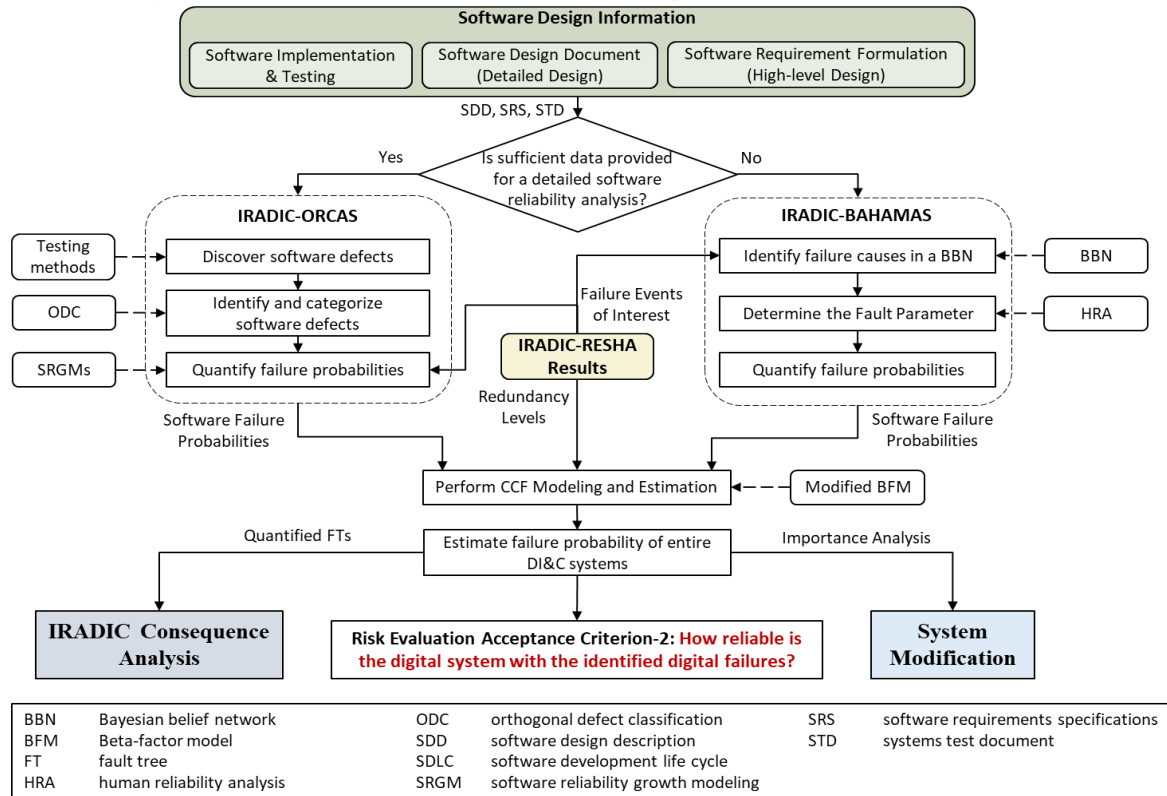 Software Design Information
Software Implementation
& Testing
Software Design Document
(Detailed Design)
Software Requirement Formulation
(High-level Design)
SDD, SRS, STD
Yes
Is sufficient data provided
for a detailed software
reliability analysis?
No
IRADIC-ORCAS
IRADIC-BAHAMAS
Testing
methods
Discover software defects
Identify failure causes in a BBN
BBN
ODC
Identify and categorize
software defects
Failure Events
of Interest
Determine the Fault Parameter
HRA
SRGMs
Quantify failure probabilities
IRADIC-RESHA
Results
Quantify failure probabilities
Redundancy
Levels
Software Failure
Probabilities
Software Failure
Probabilities
Perform CCF Modeling and Estimation
Modified BFM
Quantified FTs
Estimate failure probability of entire
DI&C systems
Importance Analysis
IRADIC Consequence
Analysis
Risk Evaluation Acceptance Criterion-2: How reliable is
the digital system with the identified digital failures?
System
Modification
BBN Bayesian belief network
BFM Beta-factor model
FT fault tree
HRA human reliability analysis
ODC orthogonal defect classification
SDD software design description
SDLC software development life cycle
SRGM software reliability growth modeling
SRS software requirements specifications
STD systems test document